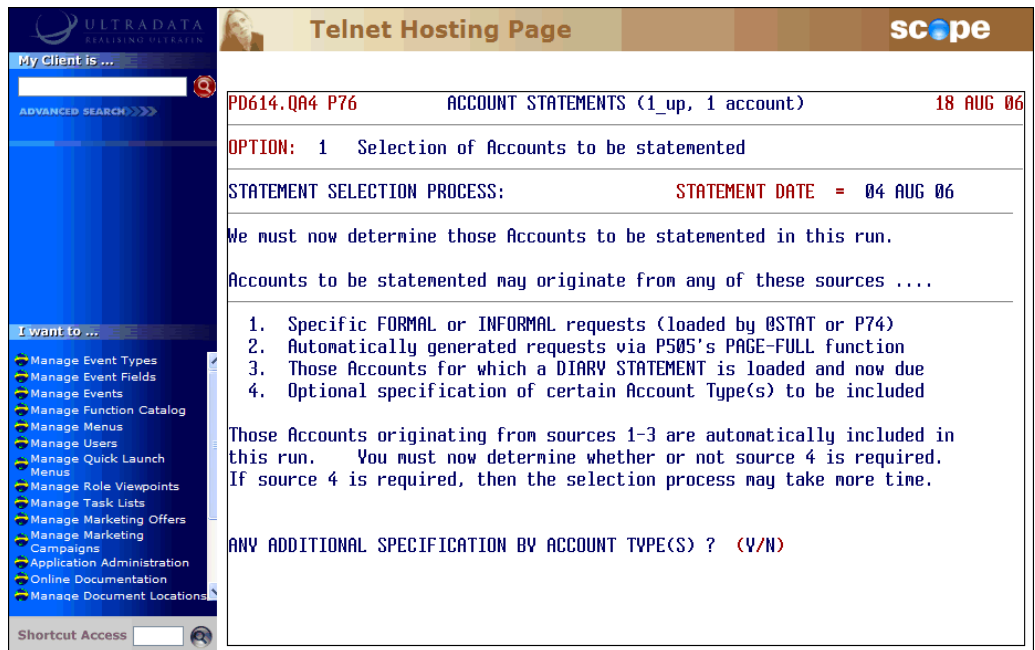 ULTRADATA
REALISING ULTRAFIN
Telnet Hosting Page
scope
My Client is ...
ADVANCED SEARCH
PD614.QA4 P76 ACCOUNT STATEMENTS (1_up, 1 account) 18 AUG 06
OPTION: 1 Selection of Accounts to be statemented
STATEMENT SELECTION PROCESS: STATEMENT DATE = 04 AUG 06
We must now determine those Accounts to be statemented in this run.
Accounts to be statemented may originate from any of these sources ....
1. Specific FORMAL or INFORMAL requests (loaded by @STAT or P74)
2. Automatically generated requests via P505's PAGE-FULL function
3. Those Accounts for which a DIARY STATEMENT is loaded and now due
4. Optional specification of certain Account Type(s) to be included
Those Accounts originating from sources 1-3 are automatically included in
this run. You must now determine whether or not source 4 is required.
If source 4 is required, then the selection process may take more time.
ANY ADDITIONAL SPECIFICATION BY ACCOUNT TYPE(S) ? (Y/N)
I want to ...
Manage Event Types
Manage Event Fields
Manage Events
Manage Function Catalog
Manage Menus
Manage Users
Manage Quick Launch
Menus
Manage Role Viewpoints
Manage Task Lists
Manage Marketing Offers
Manage Marketing
Campaigns
Application Administration
Online Documentation
Manage Document Locations
Shortcut Access